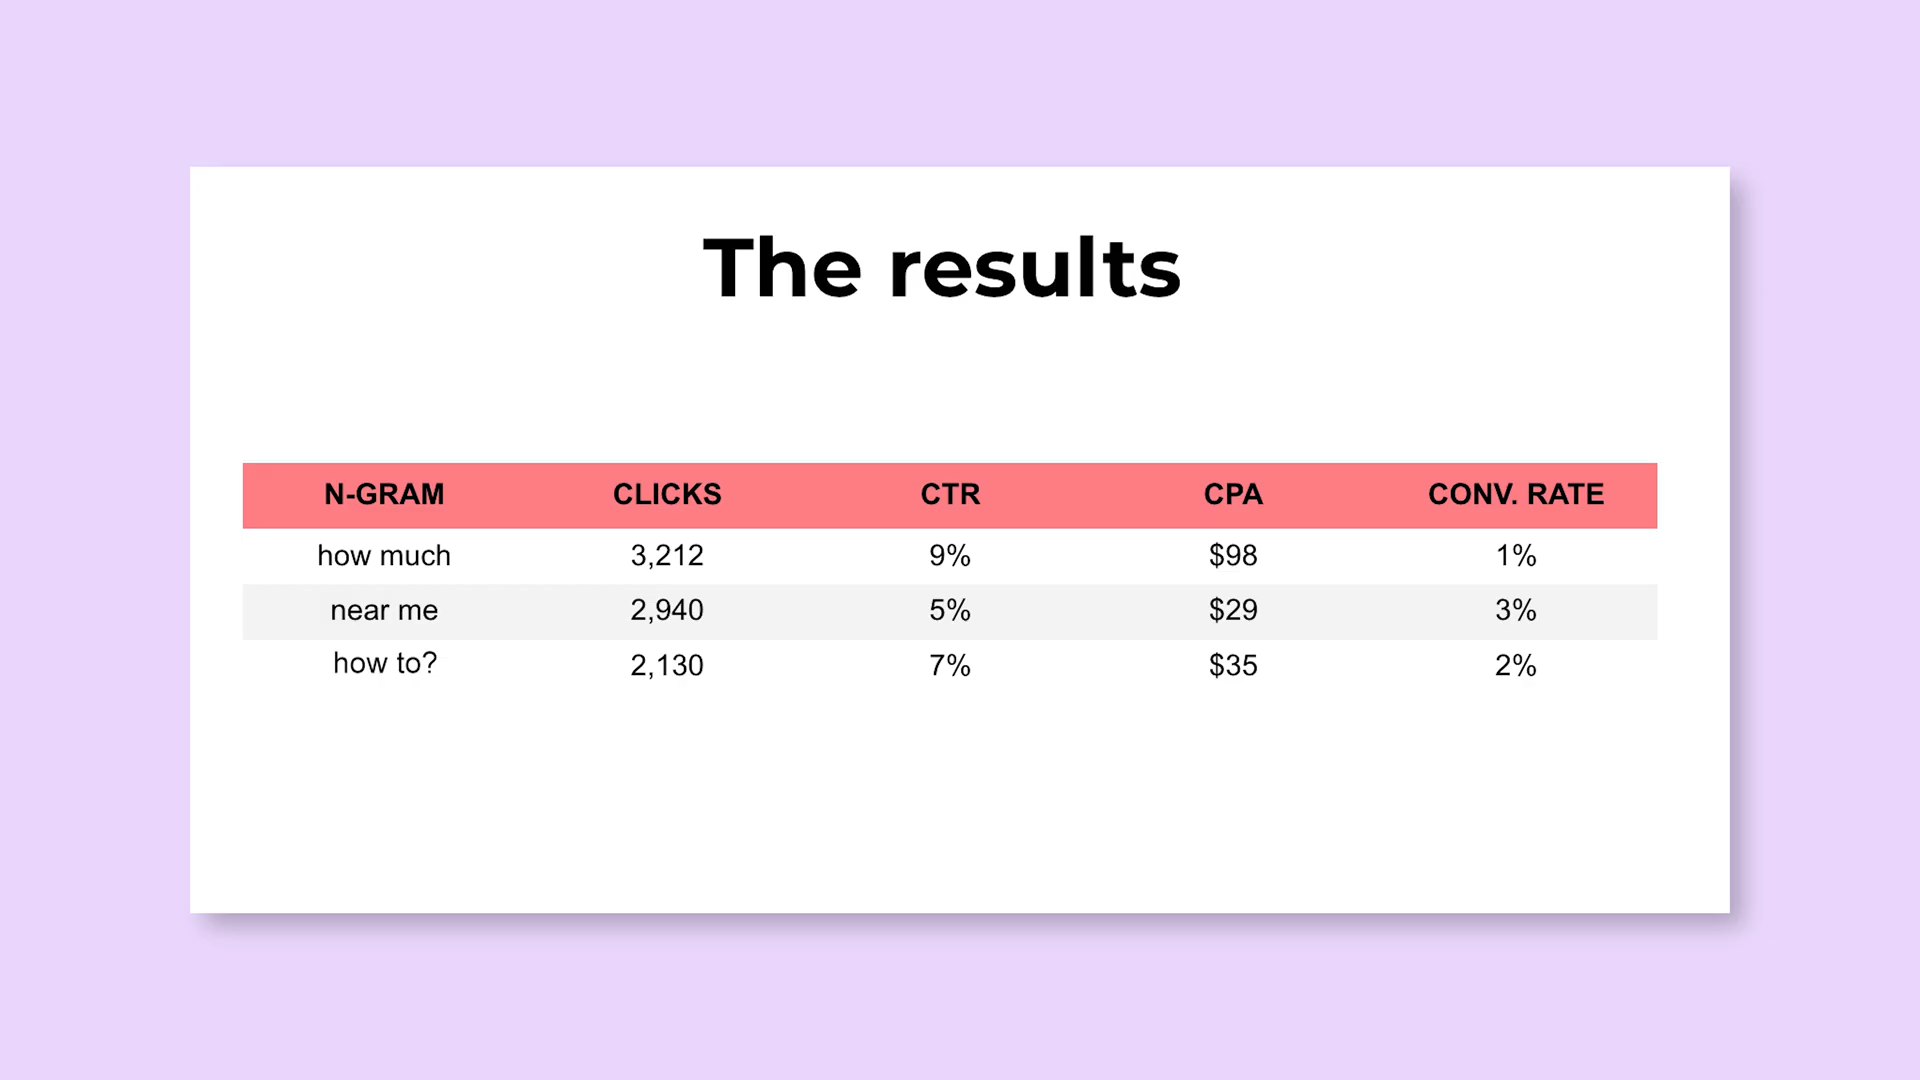 The results
N-GRAM CLICKS CTR CPA CONV. RATE
how much 3,212 9% $98 1%
near me 2,940 5% $29 3%
how to? 2,130 7% $35 2%